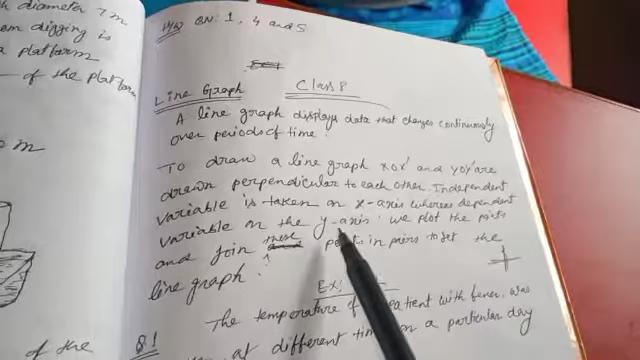 h diameter 7 m
em digging is
a platform
of the platform
m
of the
H/W QN: 1, 4 and 5
Line Graph Class 8
A line graph displays data that changes continuously
over periods of time.
To draw a line graph XOX' and YOY' are
drawn perpendicular to each other. Independent
variable is taken on x-axis whereas dependent
variable on the y-axis. We plot the points
and join these points in pairs to get the
line graph.
Ex:
Q.1 The temperature of patient with fever was
at different on a particular day